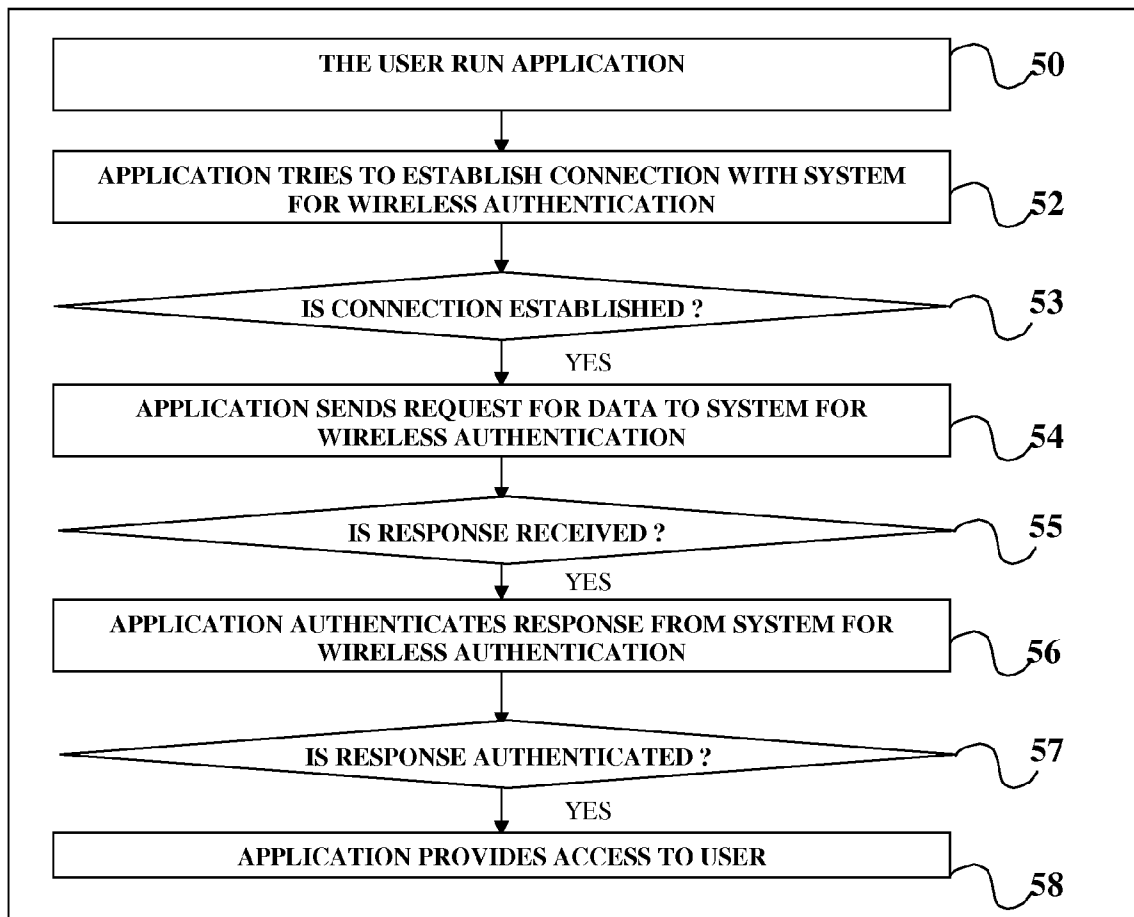 THE USER RUN APPLICATION
50
APPLICATION TRIES TO ESTABLISH CONNECTION WITH SYSTEM
FOR WIRELESS AUTHENTICATION
52
IS CONNECTION ESTABLISHED ?
53
YES
APPLICATION SENDS REQUEST FOR DATA TO SYSTEM FOR
WIRELESS AUTHENTICATION
54
IS RESPONSE RECEIVED ?
55
YES
APPLICATION AUTHENTICATES RESPONSE FROM SYSTEM FOR
WIRELESS AUTHENTICATION
56
IS RESPONSE AUTHENTICATED ?
57
YES
APPLICATION PROVIDES ACCESS TO USER
58